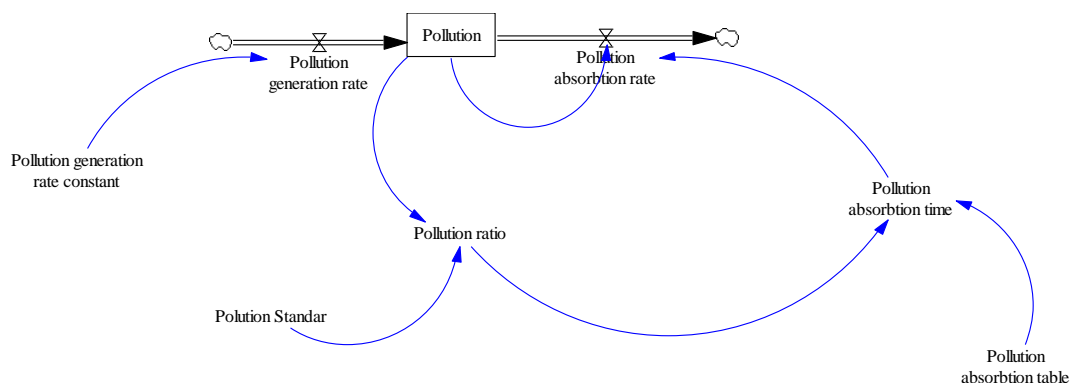 Pollution
Pollution
generation rate
Pollution
absorbtion rate
Pollution generation
rate constant
Pollution
absorbtion time
Pollution ratio
Polution Standar
Pollution
absorbtion table